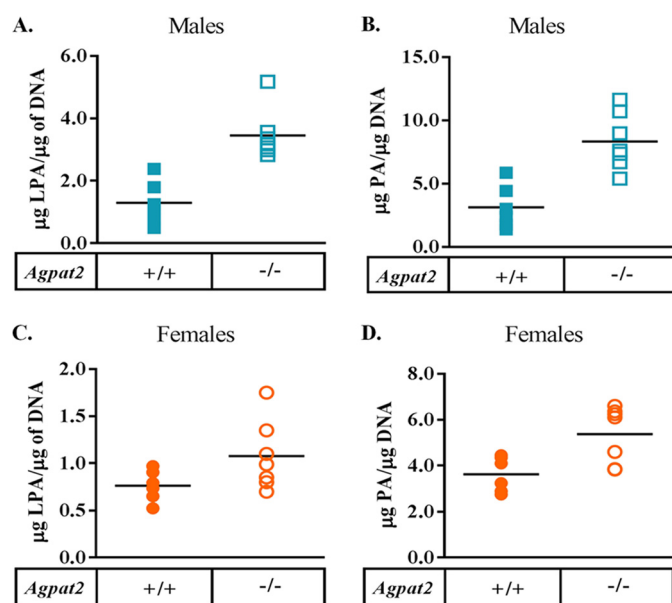 A.
Males
µg LPA/µg of DNA
6.0
4.0
2.0
0.0
Agpat2 +/+ -/-
B.
Males
µg PA/µg DNA
15.0
10.0
5.0
0.0
Agpat2 +/+ -/-
C.
Females
µg LPA/µg of DNA
2.0
1.5
1.0
0.5
0.0
Agpat2 +/+ -/-
D.
Females
µg PA/µg DNA
8.0
6.0
4.0
2.0
0.0
Agpat2 +/+ -/-